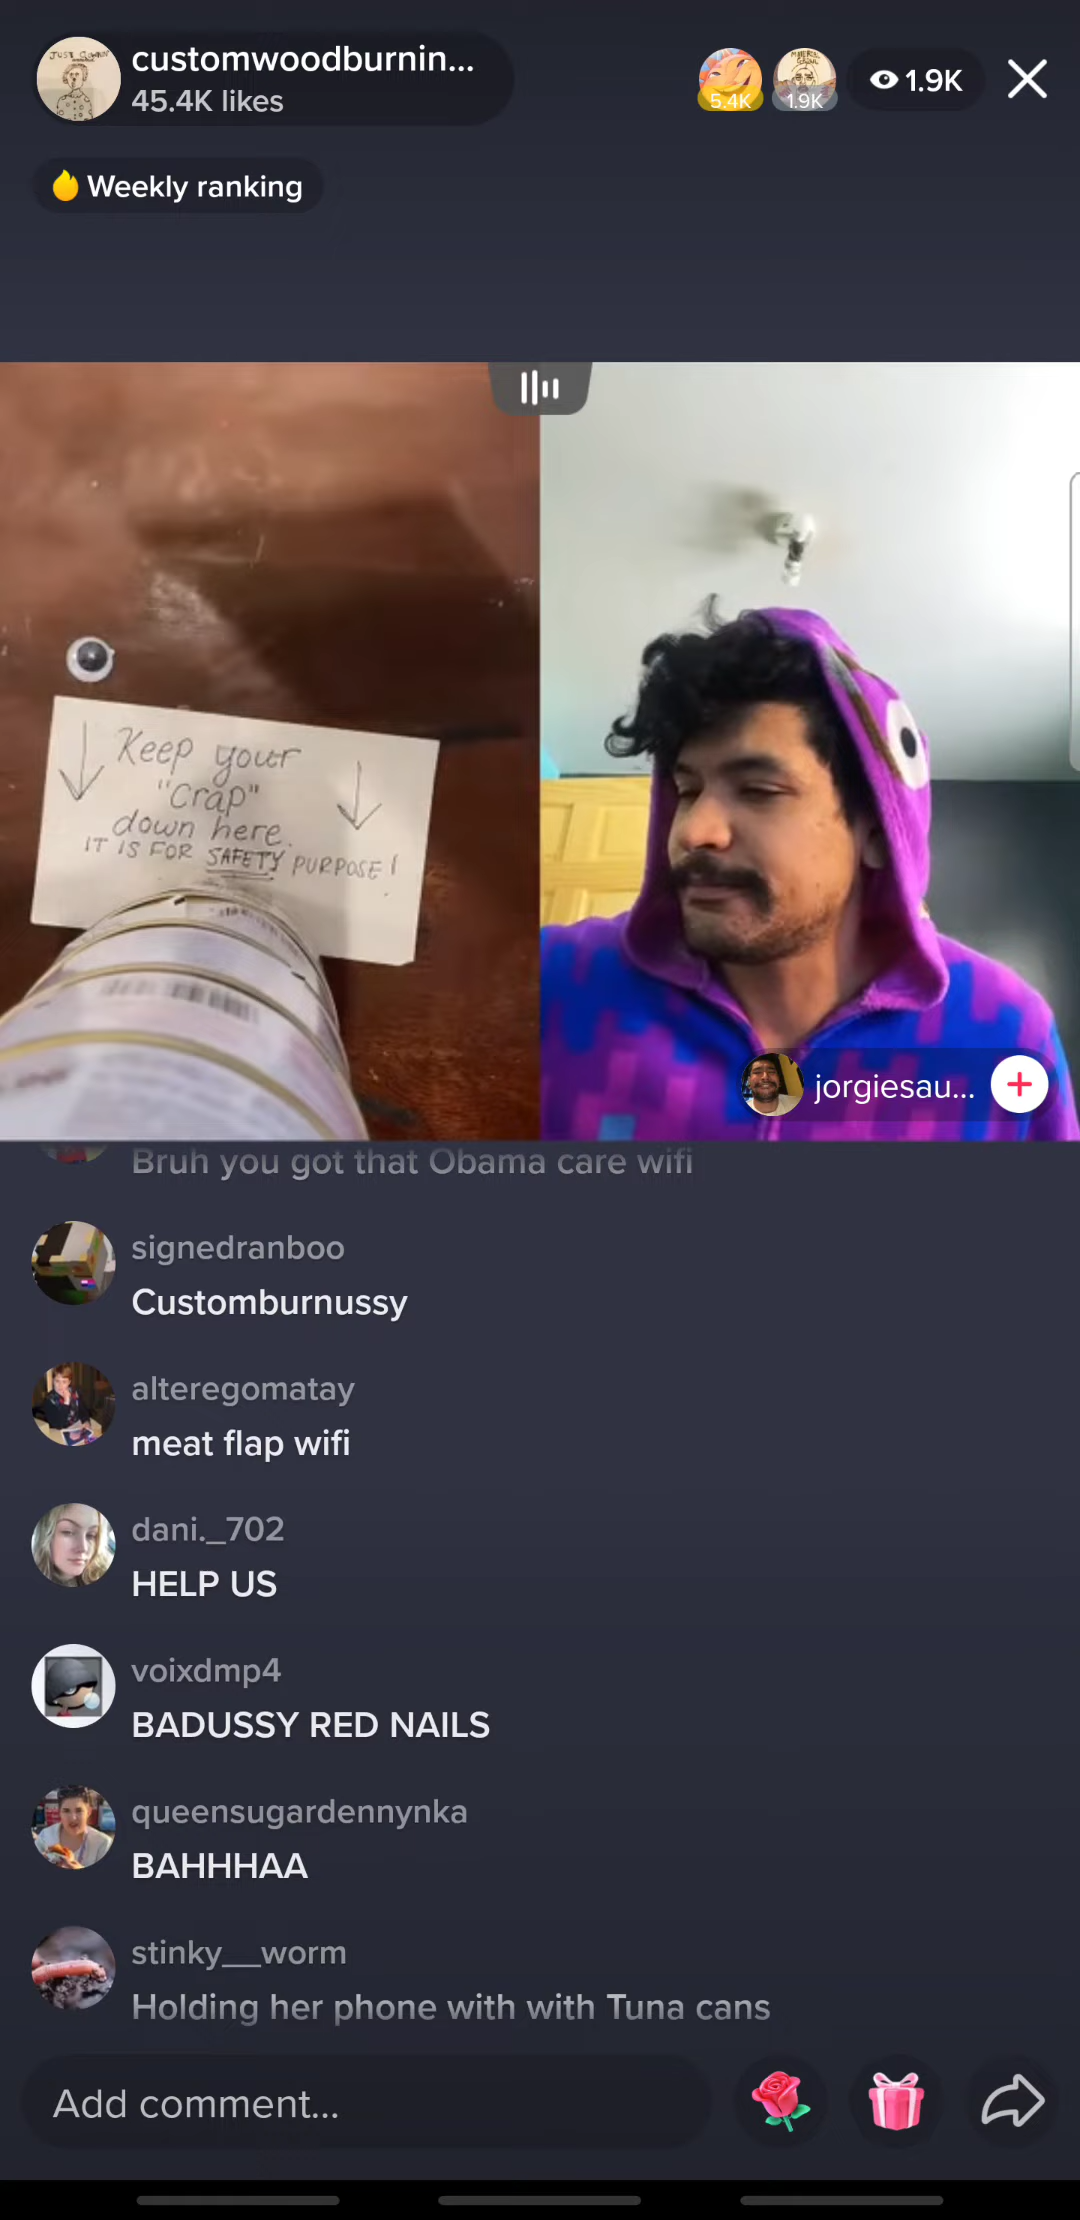 customwoodburnin...
45.4K likes
5.4K
1.9K
1.9K
Weekly ranking
Keep your
"Crap"
down here.
IT IS FOR SAFETY PURPOSE!
jorgiesau...
Bruh you got that Obama care wifi
signedranboo
Customburnussy
alteregomatay
meat flap wifi
dani._702
HELP US
voixdmp4
BADUSSY RED NAILS
queensugardennynka
BAHHHAA
stinky__worm
Holding her phone with with Tuna cans
Add comment...